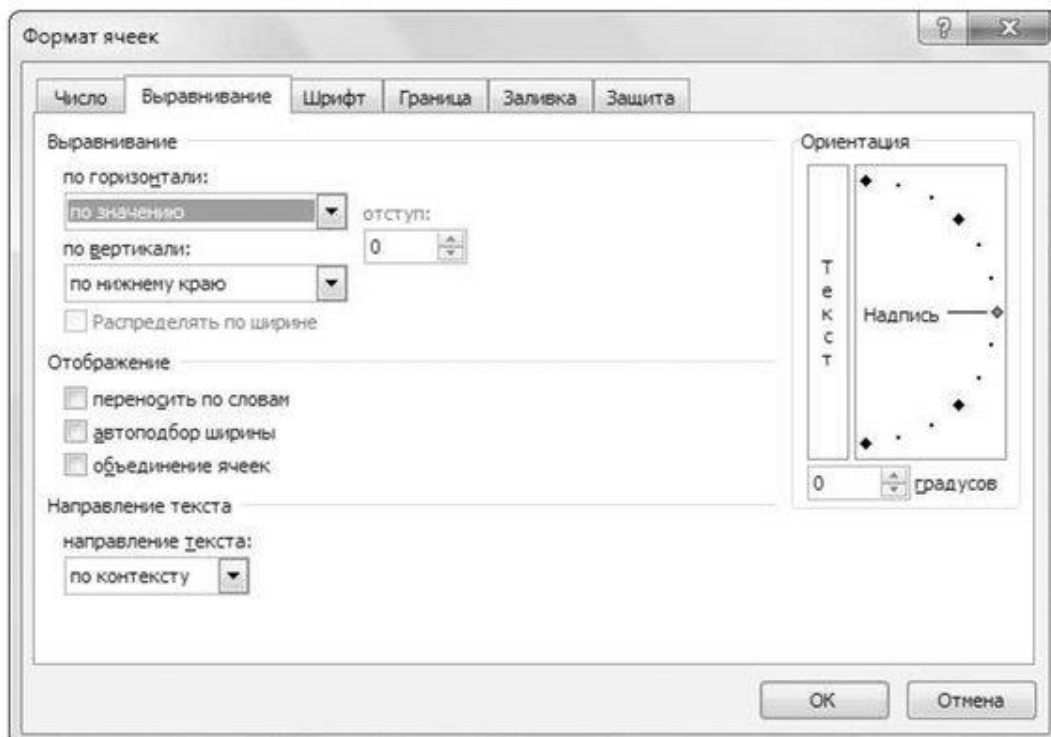 Формат ячеек
Число Выравнивание Шрифт Граница Заливка Защита
Выравнивание
по горизонтали:
по значению
отступ:
по вертикали:
0
по нижнему краю
Распределять по ширине
Отображение
переносить по словам
автоподбор ширины
объединение ячеек
Направление текста
направление текста:
по контексту
Ориентация
Текст
Надпись
0 градусов
ОК Отмена